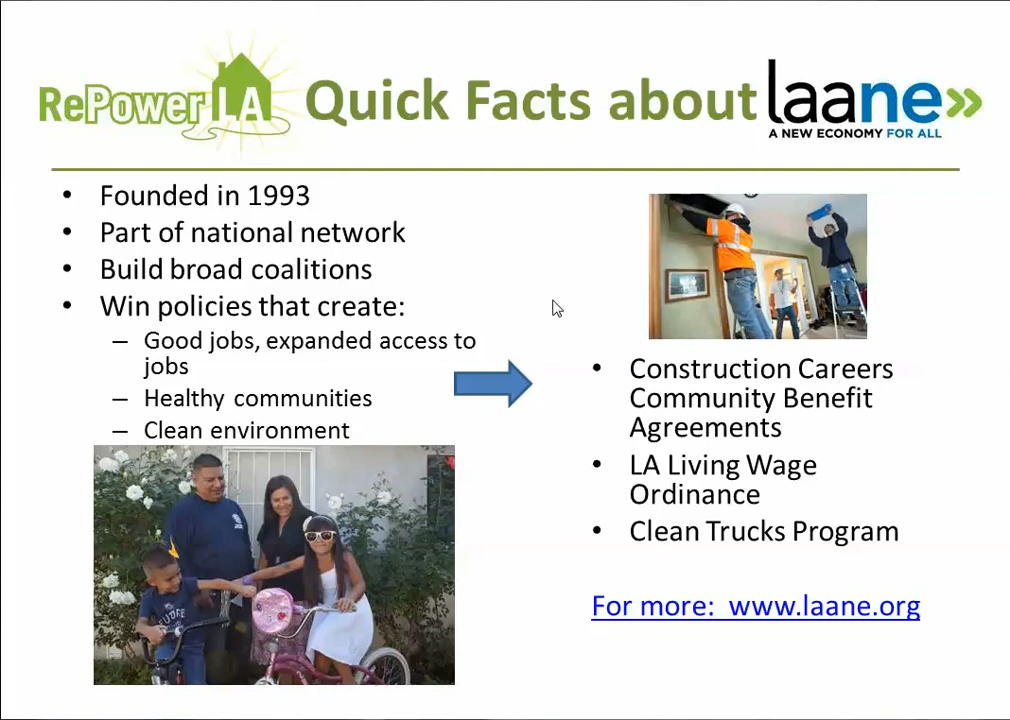 RePower LA Quick Facts about laane»
A NEW ECONOMY FOR ALL
• Founded in 1993
• Part of national network
• Build broad coalitions
• Win policies that create:
– Good jobs, expanded access to
jobs
– Healthy communities
– Clean environment
• Construction Careers
Community Benefit
Agreements
• LA Living Wage
Ordinance
• Clean Trucks Program
For more: www.laane.org